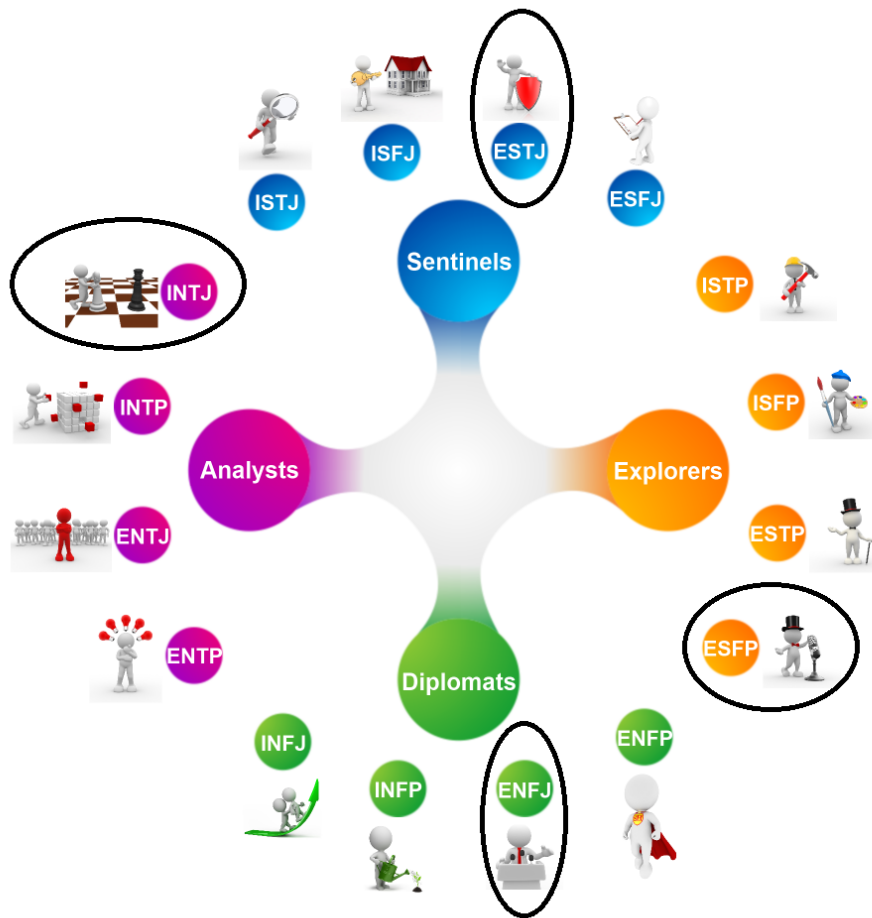 ISFJ
ESTJ
ISTJ
ESFJ
Sentinels
INTJ
ISTP
INTP
ISFP
Analysts
Explorers
ENTJ
ESTP
ENTP
ESFP
Diplomats
INFJ
ENFP
INFP
ENFJ